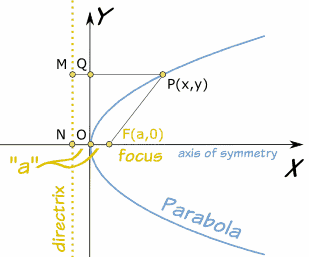 Y
M Q
P(x,y)
N O F(a,0)
"a" focus axis of symmetry X
directrix
Parabola